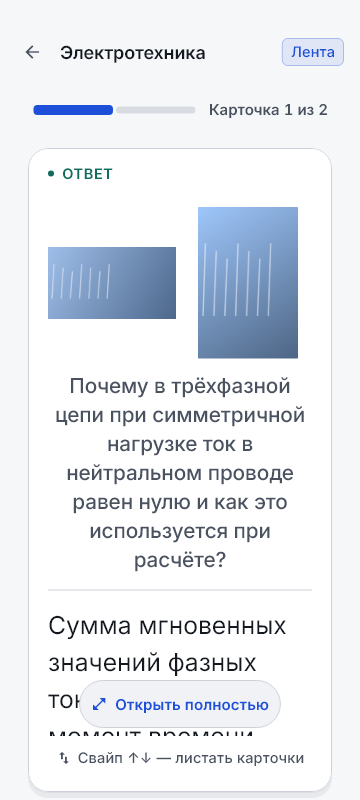 Электротехника
Лента
Карточка 1 из 2
ОТВЕТ
Почему в трёхфазной
цепи при симметричной
нагрузке ток в
нейтральном проводе
равен нулю и как это
используется при
расчёте?
Сумма мгновенных
значений фазных
Открыть полностью
Свайп ↑↓ — листать карточки